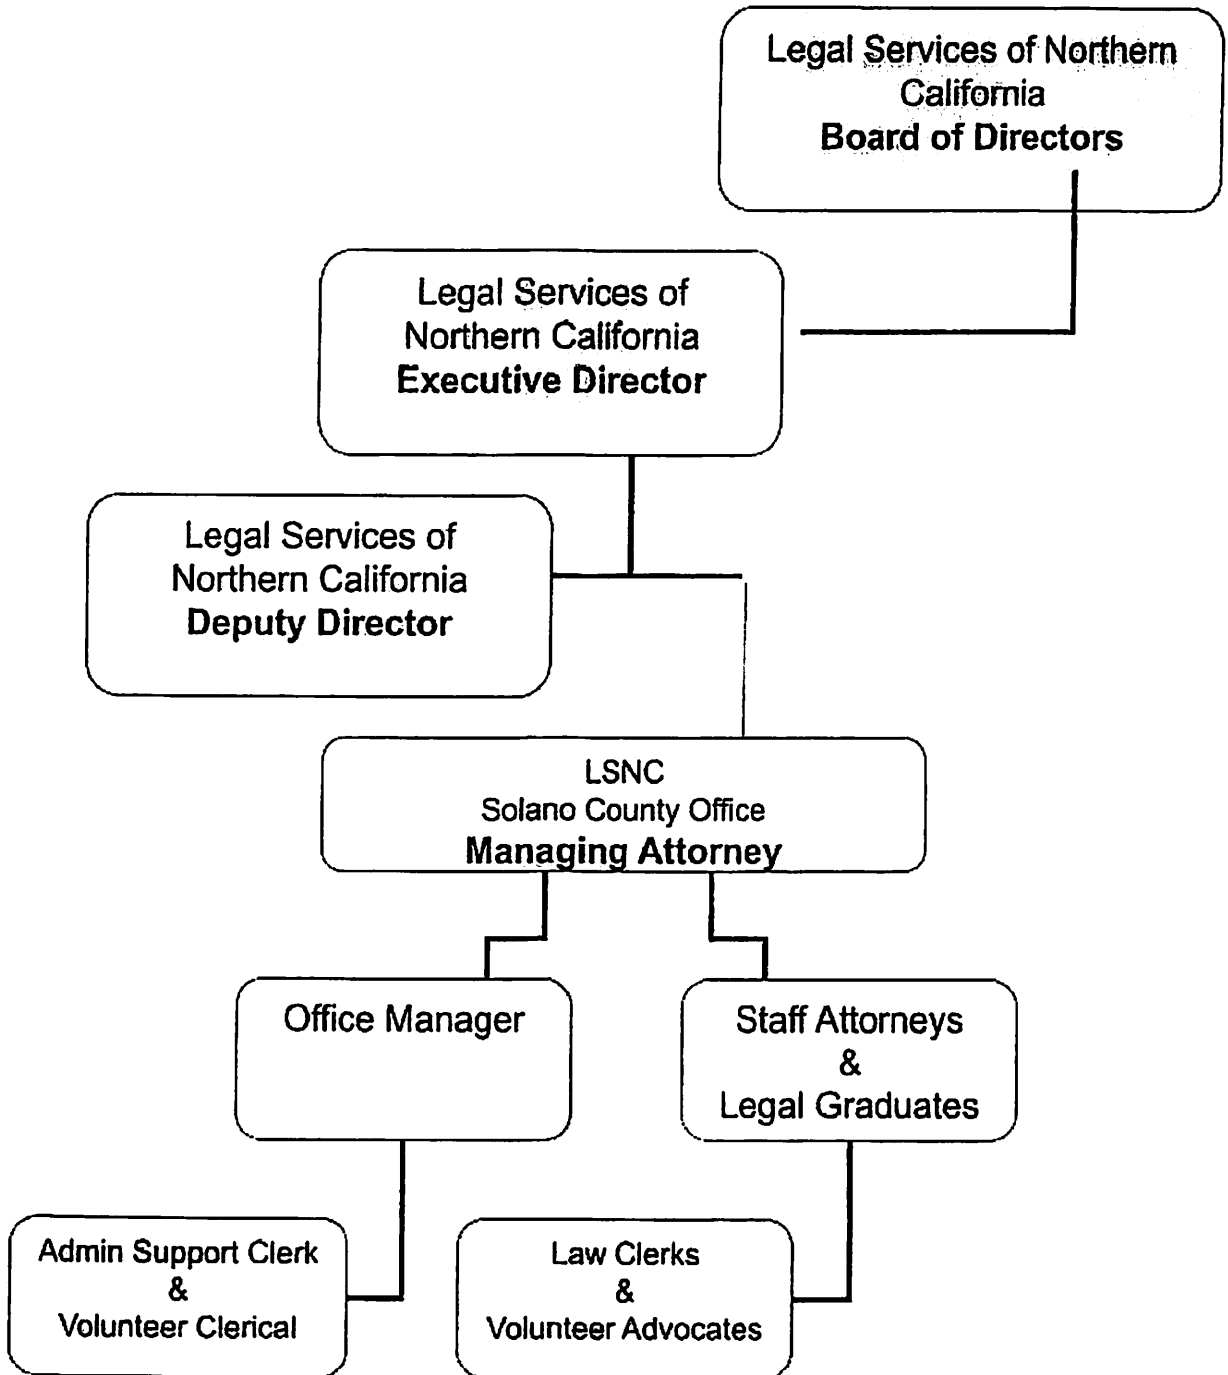 Legal Services of Northern
California
Board of Directors
Legal Services of
Northern California
Executive Director
Legal Services of
Northern California
Deputy Director
LSNC
Solano County Office
Managing Attorney
Office Manager
Staff Attorneys
&
Legal Graduates
Admin Support Clerk
&
Volunteer Clerical
Law Clerks
&
Volunteer Advocates